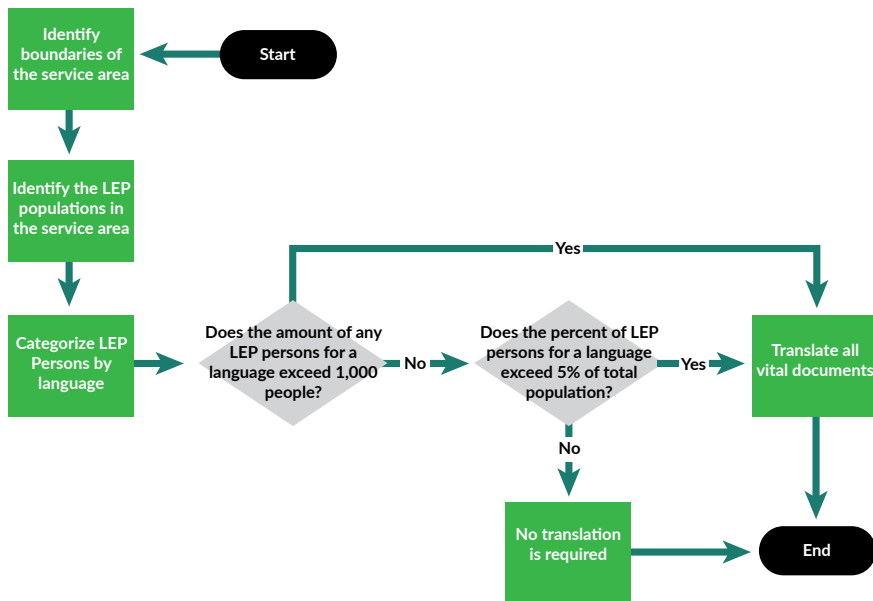 Start
Identify
boundaries of
the service area
Identify the LEP
populations in
the service area
Categorize LEP
Persons by
language
Does the amount of any
LEP persons for a
language exceed 1,000
people?
Yes
No
Does the percent of LEP
persons for a language
exceed 5% of total
population?
Yes
No
Translate all
vital documents
No translation
is required
End